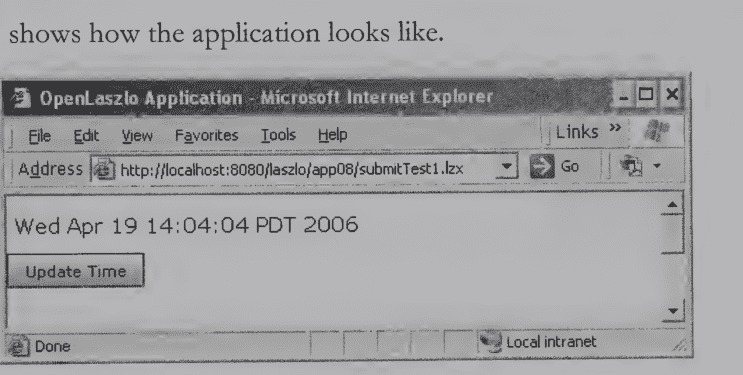 shows how the application looks like.
OpenLaszlo Application - Microsoft Internet Explorer
File Edit View Favorites Tools Help Links »
Address http://localhost:8080/laszlo/app08/submitTest1.lzx Go
Wed Apr 19 14:04:04 PDT 2006
Update Time
Done Local intranet